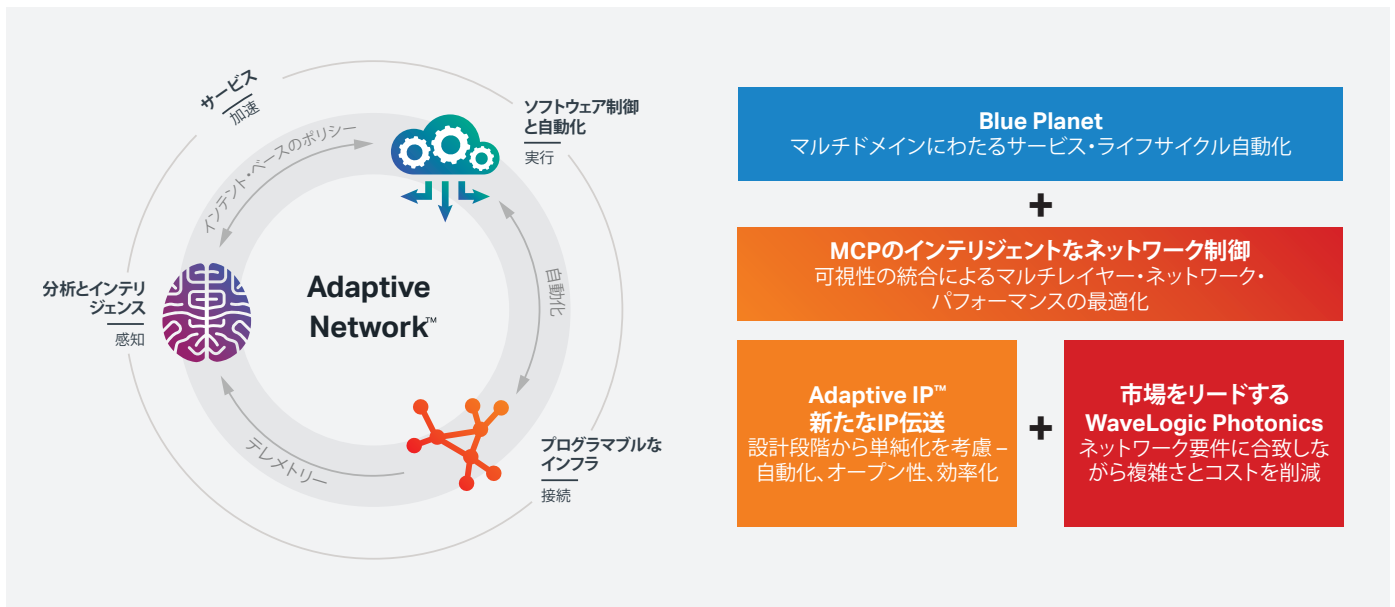 サービス
加速
インテント・ベースのポリシー
ソフトウェア制御
と自動化
実行
自動化
分析とインテリ
ジェンス
感知
Adaptive
Network™
テレメトリー
プログラマブルな
インフラ
接続
Blue Planet
マルチドメインにわたるサービス・ライフサイクル自動化
+
MCPのインテリジェントなネットワーク制御
可視性の統合によるマルチレイヤー・ネットワーク・
パフォーマンスの最適化
Adaptive IP™
新たなIP伝送
設計段階から単純化を考慮 –
自動化、オープン性、効率化
+
市場をリードする
WaveLogic Photonics
ネットワーク要件に合致しな
がら複雑さとコストを削減